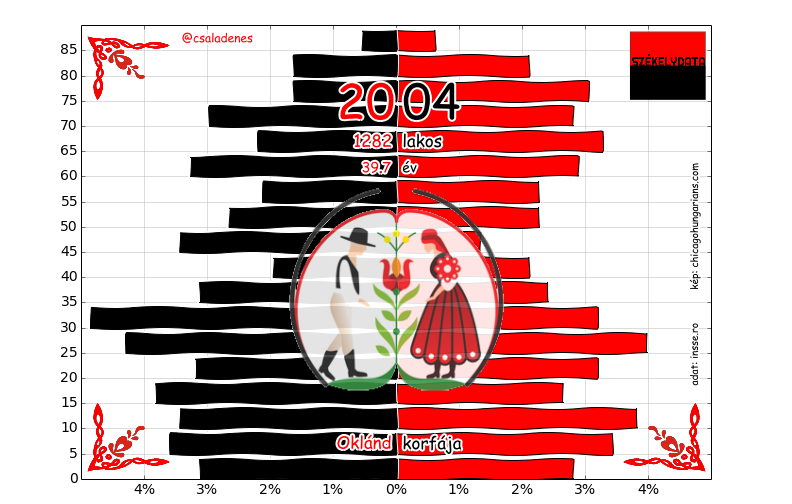 @csaladenes
SZÉKELYDATA
2004
1282 lakos
39.7 év
kép: chicagohungarians.com
adat: insse.ro
Oklánd korfája
85
80
75
70
65
60
55
50
45
40
35
30
25
20
15
10
5
0
4% 3% 2% 1% 0% 1% 2% 3% 4%